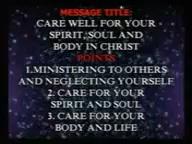 MESSAGE TITLE:
CARE WELL FOR YOUR
SPIRIT, SOUL AND
BODY IN CHRIST
POINTS
1.MINISTERING TO OTHERS
AND NEGLECTING YOURSELF
2. CARE FOR YOUR
SPIRIT AND SOUL
3. CARE FOR YOUR
BODY AND LIFE